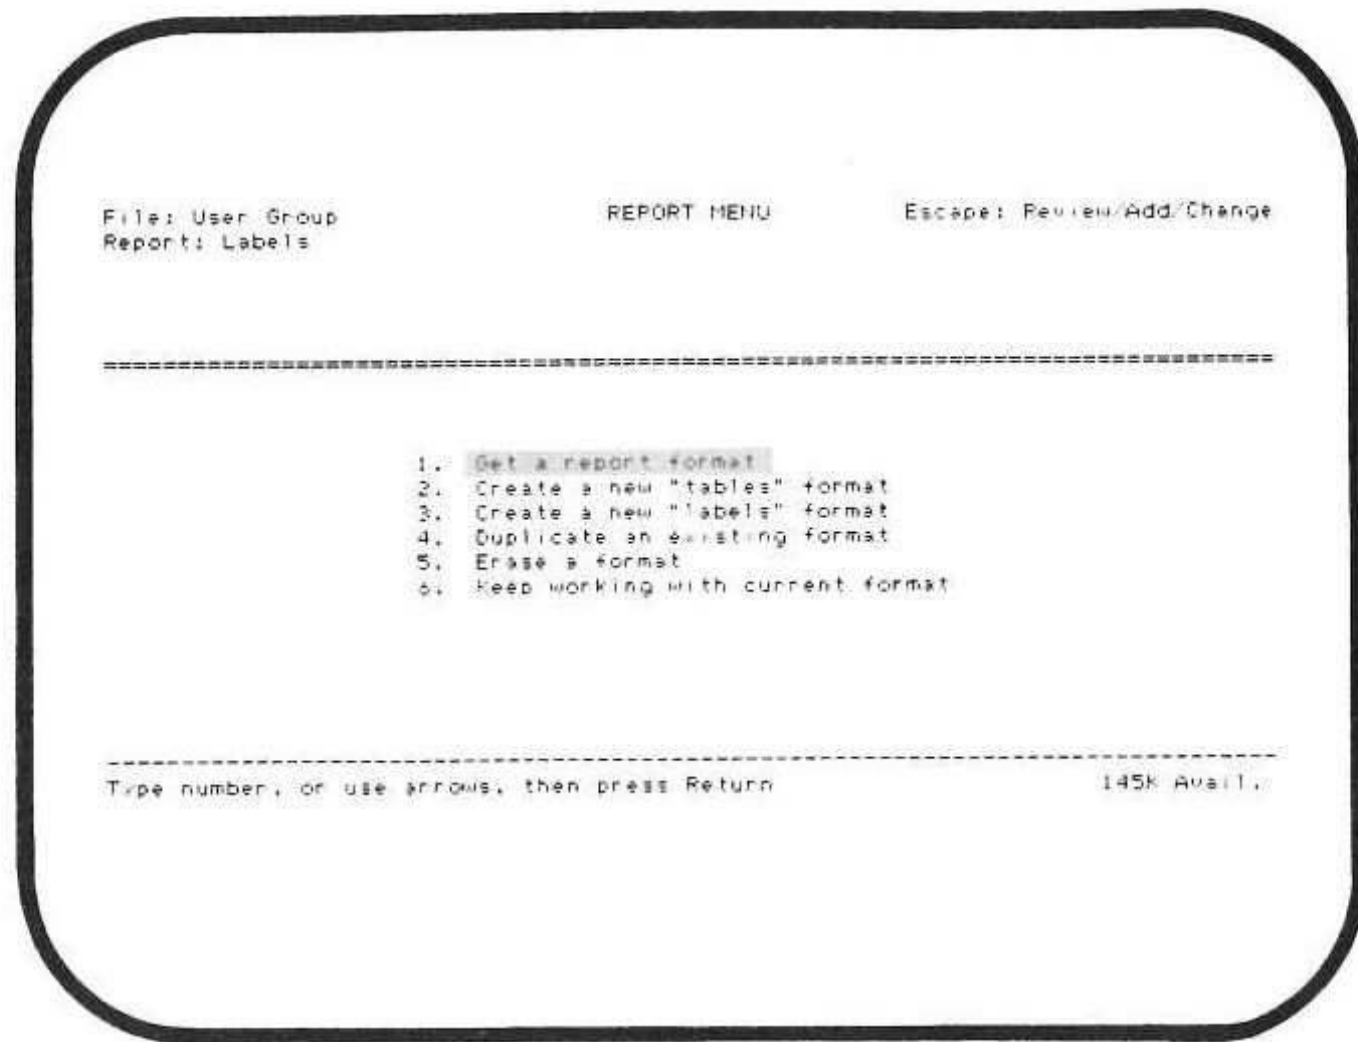 File: User Group REPORT MENU Escape: Review/Add/Change
Report: Labels
1. Get a report format
2. Create a new "tables" format
3. Create a new "labels" format
4. Duplicate an existing format
5. Erase a format
6. Keep working with current format
Type number, or use arrows, then press Return 145K Avail.